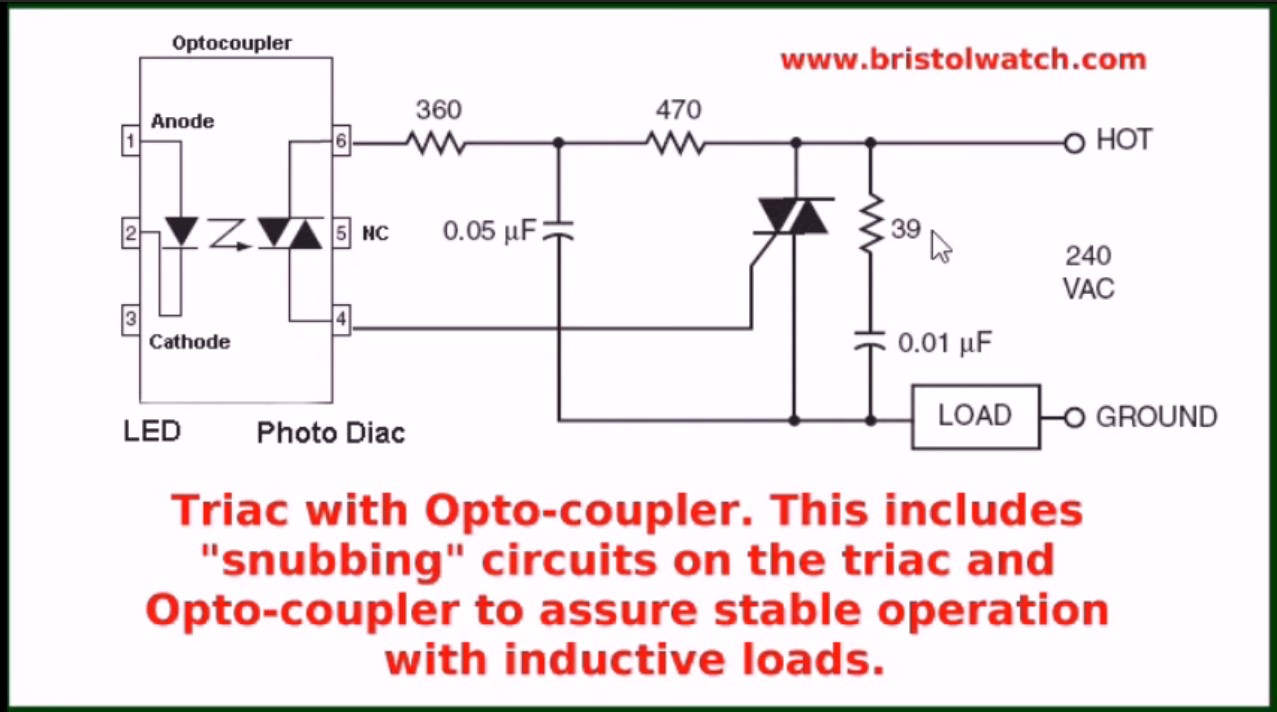 Optocoupler
www.bristolwatch.com
360
470
Anode
1
6
HOT
2
5
NC
0.05 µF
39
240
VAC
3
4
Cathode
0.01 µF
LOAD
GROUND
LED
Photo Diac
Triac with Opto-coupler. This includes
"snubbing" circuits on the triac and
Opto-coupler to assure stable operation
with inductive loads.